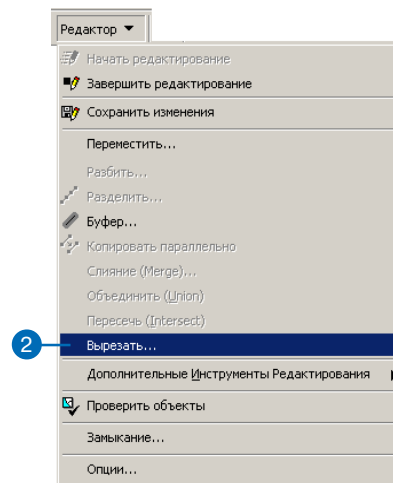 Редактор
Начать редактирование
Завершить редактирование
Сохранить изменения
Переместить...
Разбить...
Разделить...
Буфер...
Копировать параллельно
Слияние (Merge)...
Объединить (Union)
Пересечь (Intersect)
2 Вырезать...
Дополнительные Инструменты Редактирования
Проверить объекты
Замыкание...
Опции...